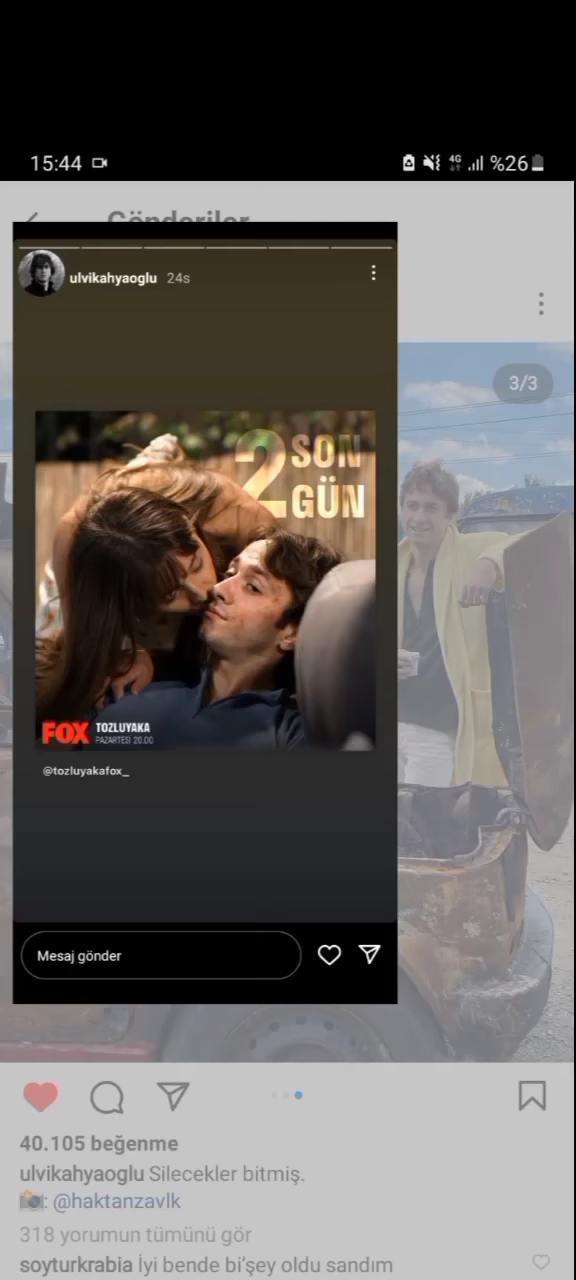 15:44
4G
%26
Gönderiler
ulvikahyaoglu 24s
3/3
2 SON
GÜN
FOX TOZLUYAKA
PAZARTESİ 20.00
@tozluyakafox_
Mesaj gönder
40.105 beğenme
ulvikahyaoglu Silecekler bitmiş.
: @haktanzavlk
318 yorumun tümünü gör
soyturkrabia İyi bende bi'şey oldu sandım